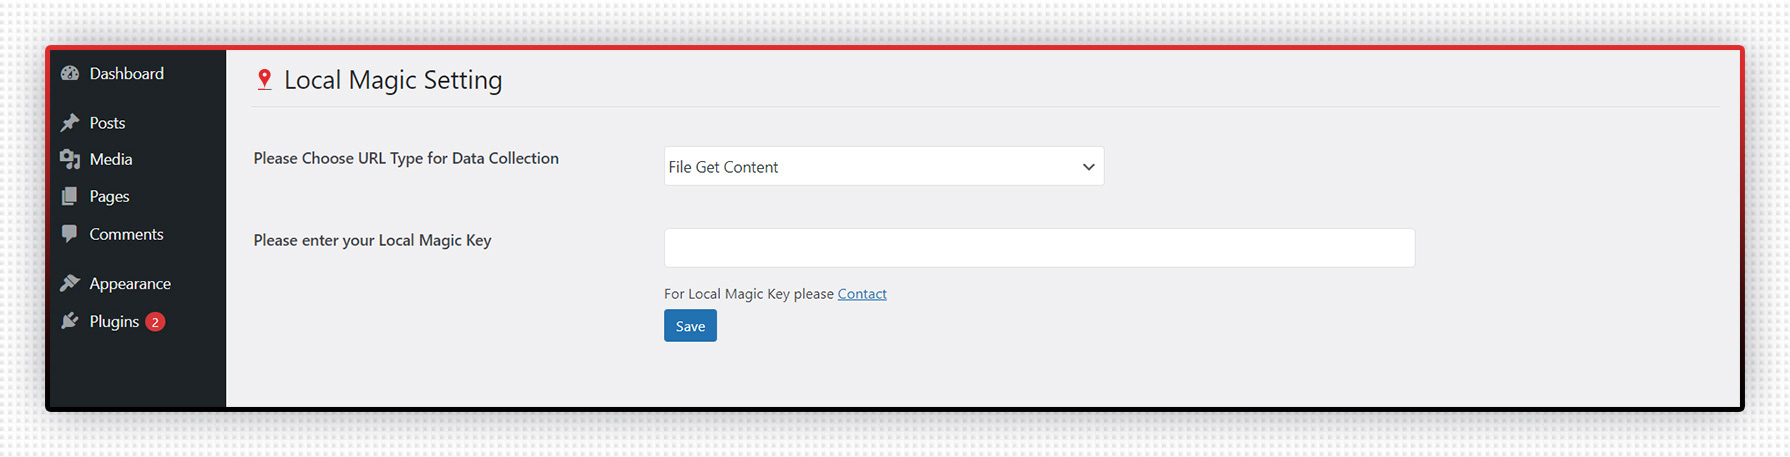 Dashboard
Posts
Media
Pages
Comments
Appearance
Plugins 2
Local Magic Setting
Please Choose URL Type for Data Collection
File Get Content
Please enter your Local Magic Key
For Local Magic Key please Contact
Save